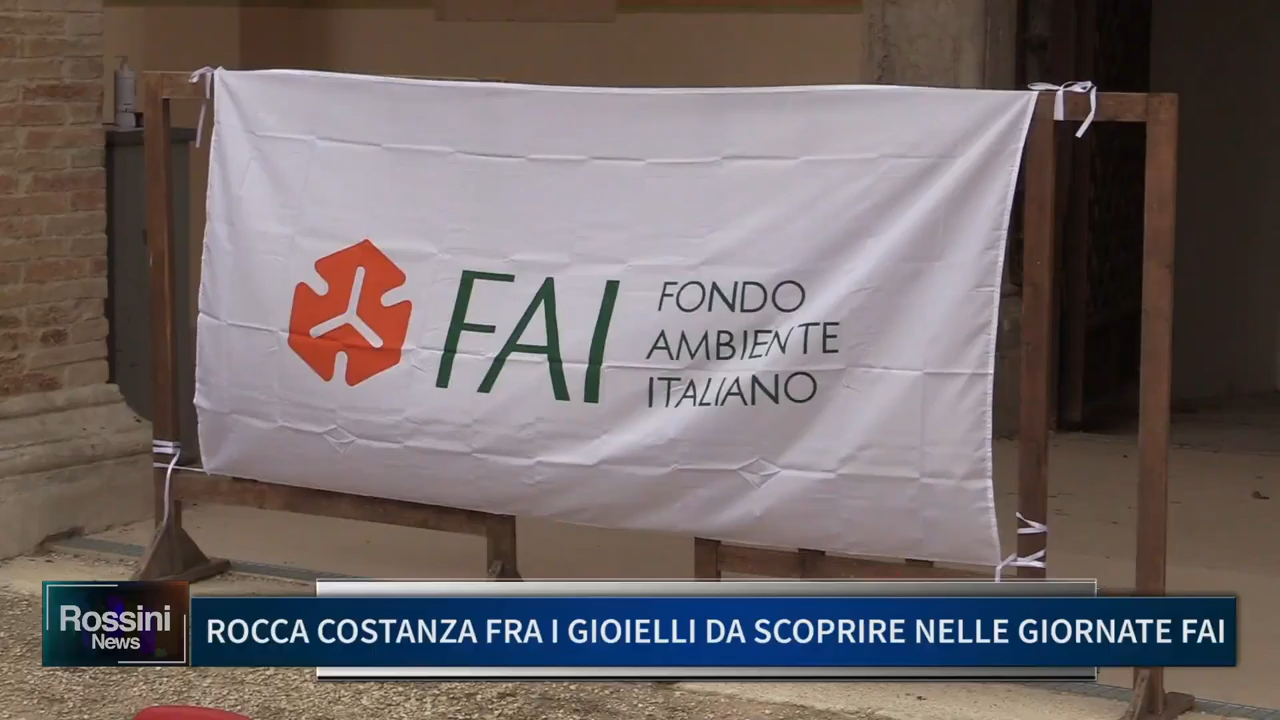 FAI
FONDO
AMBIENTE
ITALIANO
Rossini
News
ROCCA COSTANZA FRA I GIOIELLI DA SCOPRIRE NELLE GIORNATE FAI